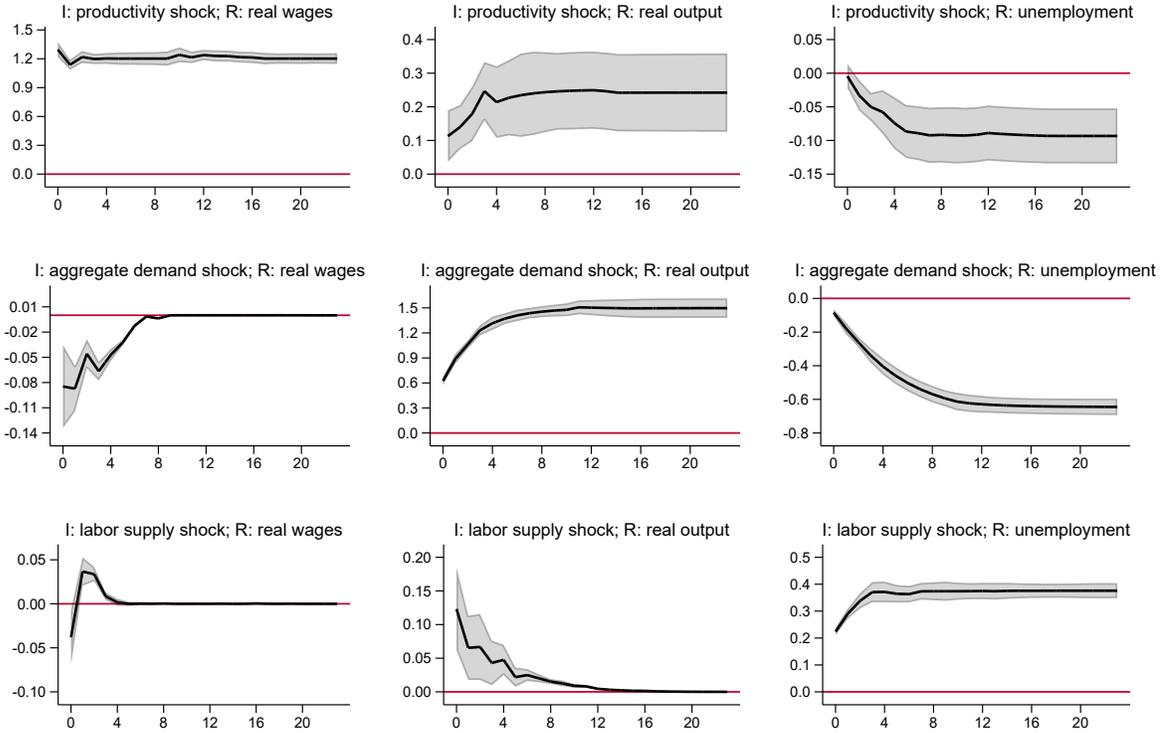 I: productivity shock; R: real wages
1.5
1.2
0.9
0.6
0.3
0.0
0 4 8 12 16 20
I: productivity shock; R: real output
0.4
0.3
0.2
0.1
0.0
0 4 8 12 16 20
I: productivity shock; R: unemployment
0.05
0.00
-0.05
-0.10
-0.15
0 4 8 12 16 20
I: aggregate demand shock; R: real wages
0.01
-0.02
-0.05
-0.08
-0.11
-0.14
0 4 8 12 16 20
I: aggregate demand shock; R: real output
1.5
1.2
0.9
0.6
0.3
0.0
0 4 8 12 16 20
I: aggregate demand shock; R: unemployment
0.0
-0.2
-0.4
-0.6
-0.8
0 4 8 12 16 20
I: labor supply shock; R: real wages
0.05
0.00
-0.05
-0.10
0 4 8 12 16 20
I: labor supply shock; R: real output
0.20
0.15
0.10
0.05
0.00
0 4 8 12 16 20
I: labor supply shock; R: unemployment
0.5
0.4
0.3
0.2
0.1
0.0
0 4 8 12 16 20